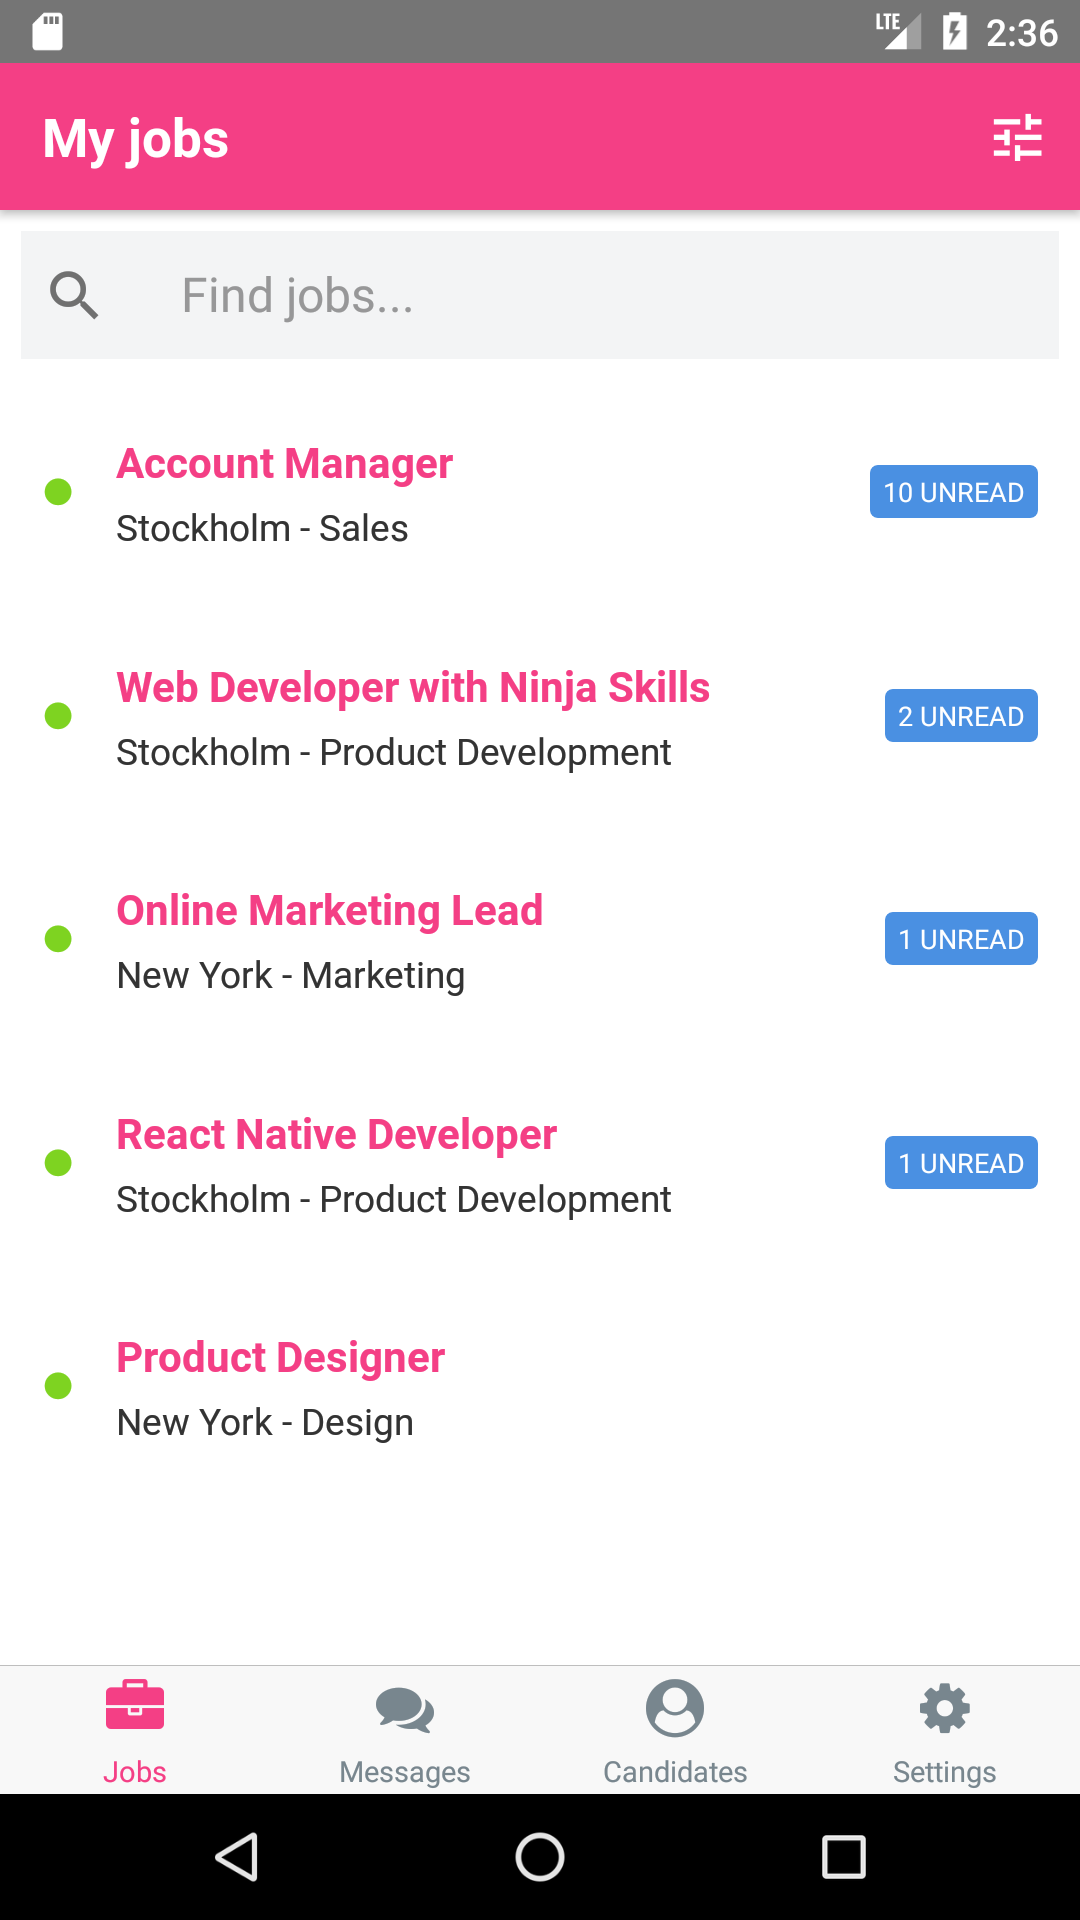 LTE 2:36
My jobs
Find jobs...
Account Manager
10 UNREAD
Stockholm - Sales
Web Developer with Ninja Skills
2 UNREAD
Stockholm - Product Development
Online Marketing Lead
1 UNREAD
New York - Marketing
React Native Developer
1 UNREAD
Stockholm - Product Development
Product Designer
New York - Design
Jobs Messages Candidates Settings